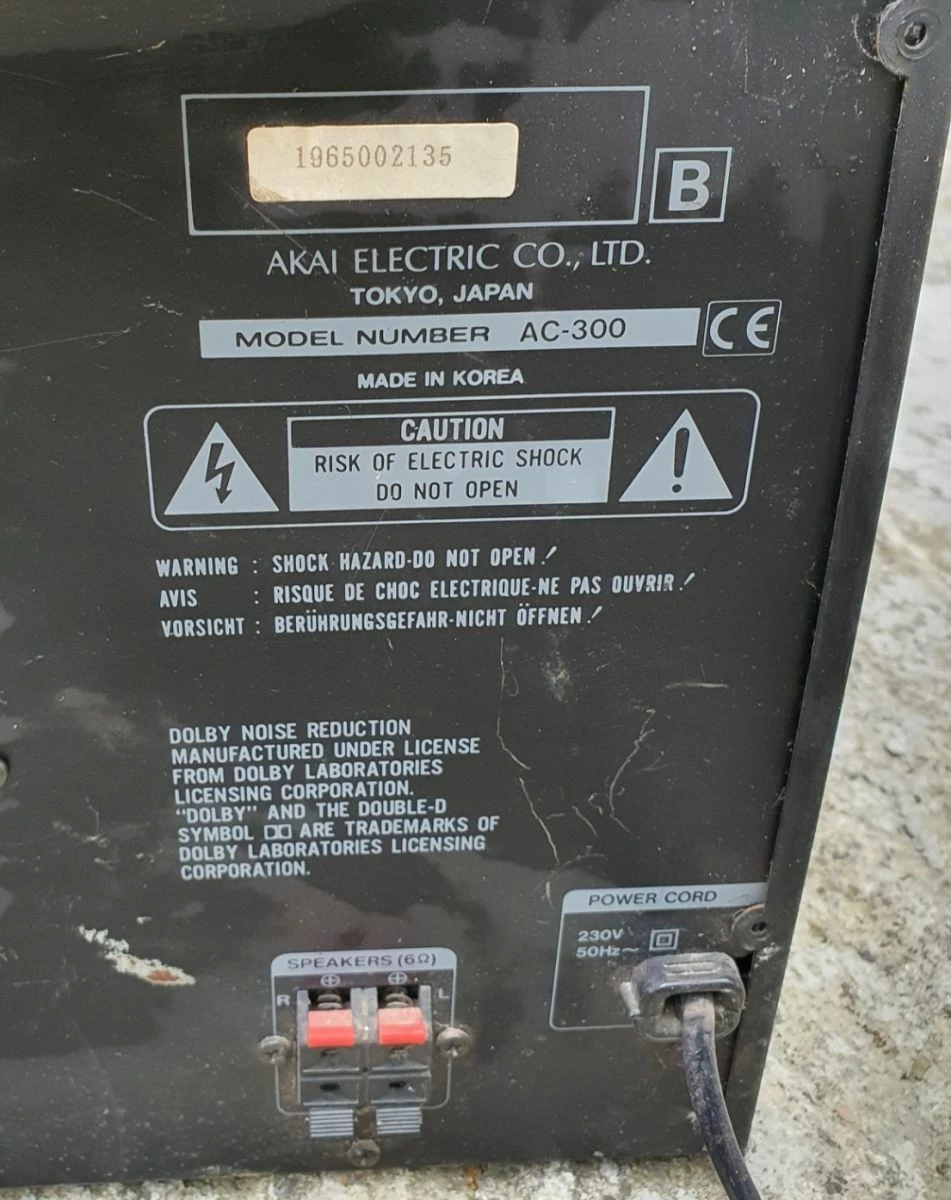 1965002135
B
AKAI ELECTRIC CO., LTD.
TOKYO, JAPAN
MODEL NUMBER AC-300
CE
MADE IN KOREA
CAUTION
RISK OF ELECTRIC SHOCK
DO NOT OPEN
WARNING : SHOCK HAZARD-DO NOT OPEN !
AVIS : RISQUE DE CHOC ELECTRIQUE-NE PAS OUVRIR !
VORSICHT : BERÜHRUNGSGEFAHR-NICHT ÖFFNEN !
DOLBY NOISE REDUCTION
MANUFACTURED UNDER LICENSE
FROM DOLBY LABORATORIES
LICENSING CORPORATION.
“DOLBY” AND THE DOUBLE-D
SYMBOL ARE TRADEMARKS OF
DOLBY LABORATORIES LICENSING
CORPORATION.
POWER CORD
230V
50Hz~
SPEAKERS (6Ω)
R L